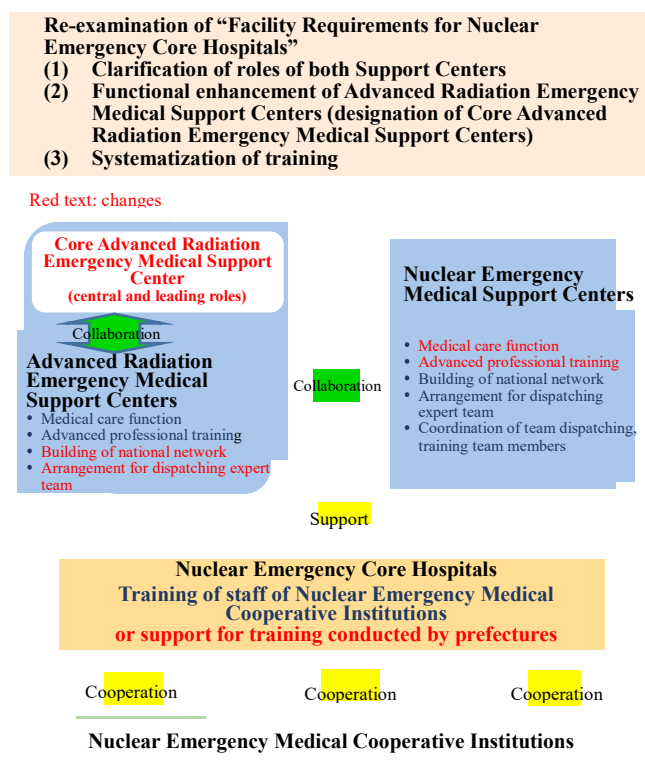 Re-examination of “Facility Requirements for Nuclear
Emergency Core Hospitals”
(1) Clarification of roles of both Support Centers
(2) Functional enhancement of Advanced Radiation Emergency
Medical Support Centers (designation of Core Advanced
Radiation Emergency Medical Support Centers)
(3) Systematization of training
Red text: changes
Core Advanced Radiation
Emergency Medical Support
Center
(central and leading roles)
Collaboration
Advanced Radiation
Emergency Medical
Support Centers
• Medical care function
• Advanced professional training
• Building of national network
• Arrangement for dispatching expert
team
Collaboration
Nuclear Emergency
Medical Support Centers
• Medical care function
• Advanced professional training
• Building of national network
• Arrangement for dispatching
expert team
• Coordination of team dispatching,
training team members
Support
Nuclear Emergency Core Hospitals
Training of staff of Nuclear Emergency Medical
Cooperative Institutions
or support for training conducted by prefectures
Cooperation
Cooperation
Cooperation
Nuclear Emergency Medical Cooperative Institutions